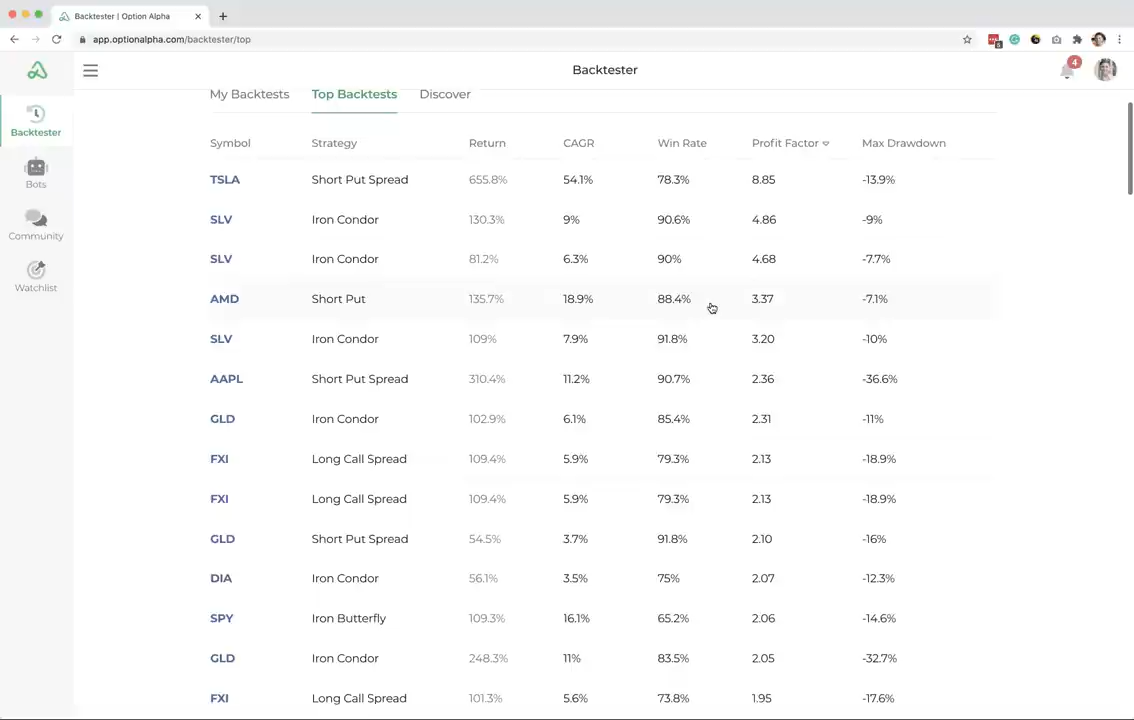 Backtester | Option Alpha
app.optionalpha.com/backtester/top
Backtester
4
My Backtests Top Backtests Discover
Backtester
Bots
Community
Watchlist
Symbol Strategy Return CAGR Win Rate Profit Factor Max Drawdown
TSLA Short Put Spread 655.8% 54.1% 78.3% 8.85 -13.9%
SLV Iron Condor 130.3% 9% 90.6% 4.86 -9%
SLV Iron Condor 81.2% 6.3% 90% 4.68 -7.7%
AMD Short Put 135.7% 18.9% 88.4% 3.37 -7.1%
SLV Iron Condor 109% 7.9% 91.8% 3.20 -10%
AAPL Short Put Spread 310.4% 11.2% 90.7% 2.36 -36.6%
GLD Iron Condor 102.9% 6.1% 85.4% 2.31 -11%
FXI Long Call Spread 109.4% 5.9% 79.3% 2.13 -18.9%
FXI Long Call Spread 109.4% 5.9% 79.3% 2.13 -18.9%
GLD Short Put Spread 54.5% 3.7% 91.8% 2.10 -16%
DIA Iron Condor 56.1% 3.5% 75% 2.07 -12.3%
SPY Iron Butterfly 109.3% 16.1% 65.2% 2.06 -14.6%
GLD Iron Condor 248.3% 11% 83.5% 2.05 -32.7%
FXI Long Call Spread 101.3% 5.6% 73.8% 1.95 -17.6%